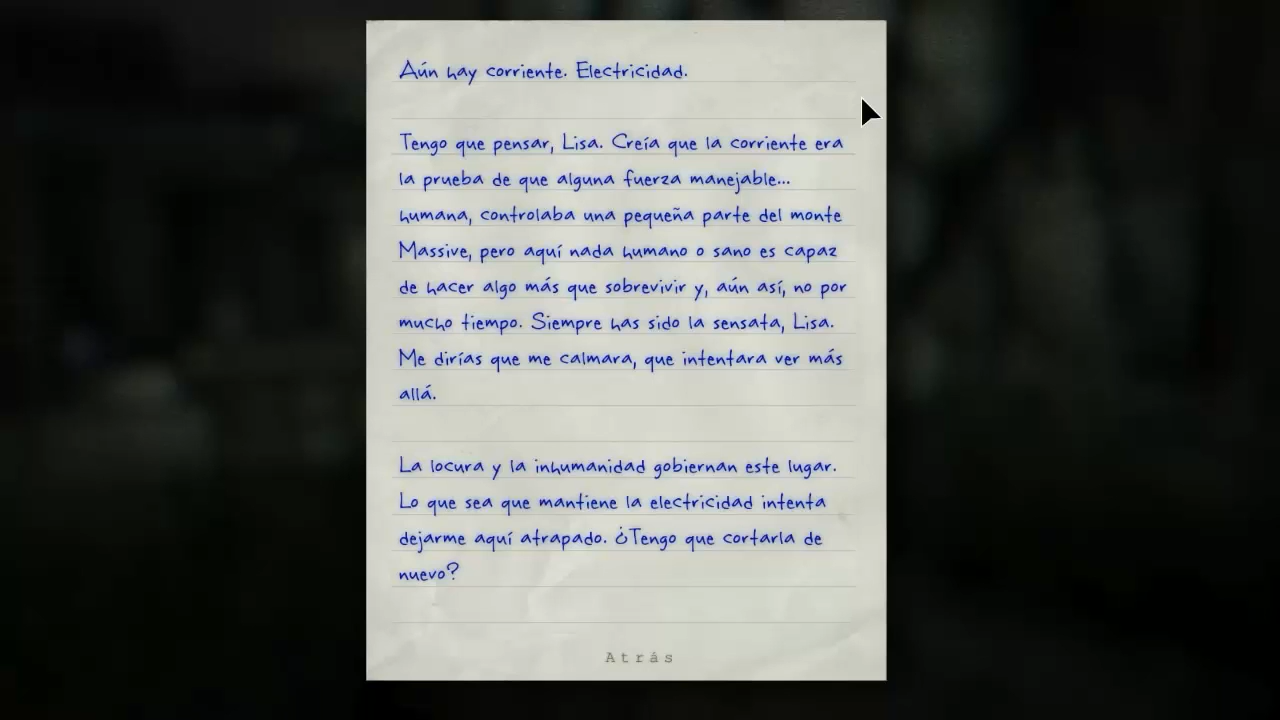 Aún hay corriente. Electricidad.
Tengo que pensar, Lisa. Creía que la corriente era
la prueba de que alguna fuerza manejable...
humana, controlaba una pequeña parte del monte
Massive, pero aquí nada humano o sano es capaz
de hacer algo más que sobrevivir y, aún así, no por
mucho tiempo. Siempre has sido la sensata, Lisa.
Me dirías que me calmara, que intentara ver más
allá.
La locura y la inhumanidad gobiernan este lugar.
Lo que sea que mantiene la electricidad intenta
dejarme aquí atrapado. ¿Tengo que cortarla de
nuevo?
Atrás